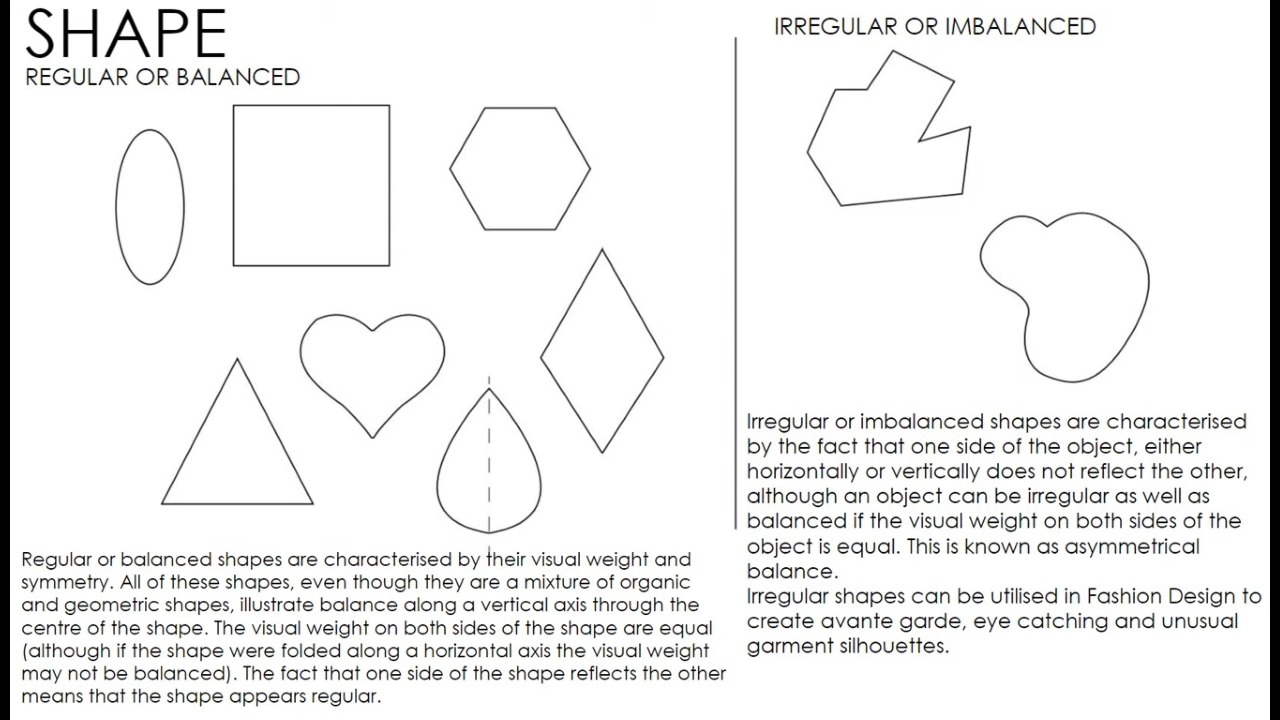 SHAPE
REGULAR OR BALANCED
Regular or balanced shapes are characterised by their visual weight and
symmetry. All of these shapes, even though they are a mixture of organic
and geometric shapes, illustrate balance along a vertical axis through the
centre of the shape. The visual weight on both sides of the shape are equal
(although if the shape were folded along a horizontal axis the visual weight
may not be balanced). The fact that one side of the shape reflects the other
means that the shape appears regular.
IRREGULAR OR IMBALANCED
Irregular or imbalanced shapes are characterised
by the fact that one side of the object, either
horizontally or vertically does not reflect the other,
although an object can be irregular as well as
balanced if the visual weight on both sides of the
object is equal. This is known as asymmetrical
balance.
Irregular shapes can be utilised in Fashion Design to
create avante garde, eye catching and unusual
garment silhouettes.